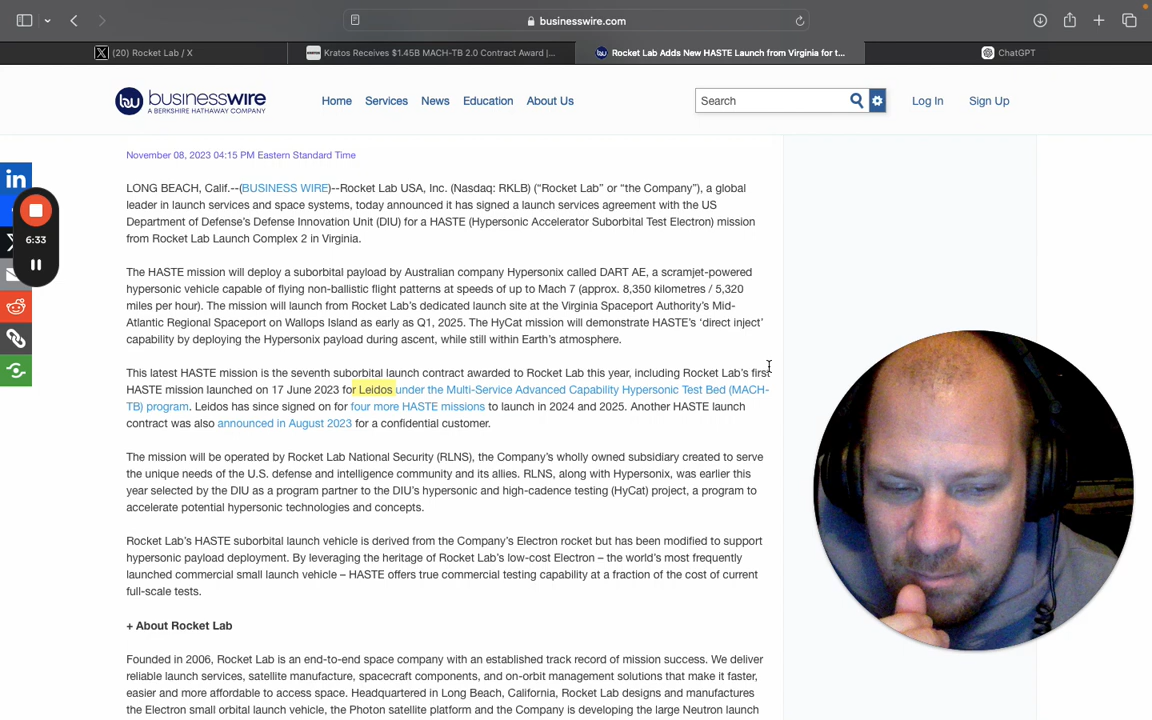 businesswire.com
(20) Rocket Lab / X
Kratos Receives $1.45B MACH-TB 2.0 Contract Award |...
Rocket Lab Adds New HASTE Launch from Virginia for t...
ChatGPT
bw businesswire
A BERKSHIRE HATHAWAY COMPANY
Home Services News Education About Us
Search
Log In Sign Up
November 08, 2023 04:15 PM Eastern Standard Time
LONG BEACH, Calif.--(BUSINESS WIRE)--Rocket Lab USA, Inc. (Nasdaq: RKLB) (“Rocket Lab” or “the Company”), a global
leader in launch services and space systems, today announced it has signed a launch services agreement with the US
Department of Defense’s Defense Innovation Unit (DIU) for a HASTE (Hypersonic Accelerator Suborbital Test Electron) mission
from Rocket Lab Launch Complex 2 in Virginia.
The HASTE mission will deploy a suborbital payload by Australian company Hypersonix called DART AE, a scramjet-powered
hypersonic vehicle capable of flying non-ballistic flight patterns at speeds of up to Mach 7 (approx. 8,350 kilometres / 5,320
miles per hour). The mission will launch from Rocket Lab’s dedicated launch site at the Virginia Spaceport Authority’s Mid-
Atlantic Regional Spaceport on Wallops Island as early as Q1, 2025. The HyCat mission will demonstrate HASTE’s ‘direct inject’
capability by deploying the Hypersonix payload during ascent, while still within Earth’s atmosphere.
This latest HASTE mission is the seventh suborbital launch contract awarded to Rocket Lab this year, including Rocket Lab’s first
HASTE mission launched on 17 June 2023 for Leidos under the Multi-Service Advanced Capability Hypersonic Test Bed (MACH-
TB) program. Leidos has since signed on for four more HASTE missions to launch in 2024 and 2025. Another HASTE launch
contract was also announced in August 2023 for a confidential customer.
The mission will be operated by Rocket Lab National Security (RLNS), the Company’s wholly owned subsidiary created to serve
the unique needs of the U.S. defense and intelligence community and its allies. RLNS, along with Hypersonix, was earlier this
year selected by the DIU as a program partner to the DIU’s hypersonic and high-cadence testing (HyCat) project, a program to
accelerate potential hypersonic technologies and concepts.
Rocket Lab’s HASTE suborbital launch vehicle is derived from the Company’s Electron rocket but has been modified to support
hypersonic payload deployment. By leveraging the heritage of Rocket Lab’s low-cost Electron – the world’s most frequently
launched commercial small launch vehicle – HASTE offers true commercial testing capability at a fraction of the cost of current
full-scale tests.
+ About Rocket Lab
Founded in 2006, Rocket Lab is an end-to-end space company with an established track record of mission success. We deliver
reliable launch services, satellite manufacture, spacecraft components, and on-orbit management solutions that make it faster,
easier and more affordable to access space. Headquartered in Long Beach, California, Rocket Lab designs and manufactures
the Electron small orbital launch vehicle, the Photon satellite platform and the Company is developing the large Neutron launch
in
6:33